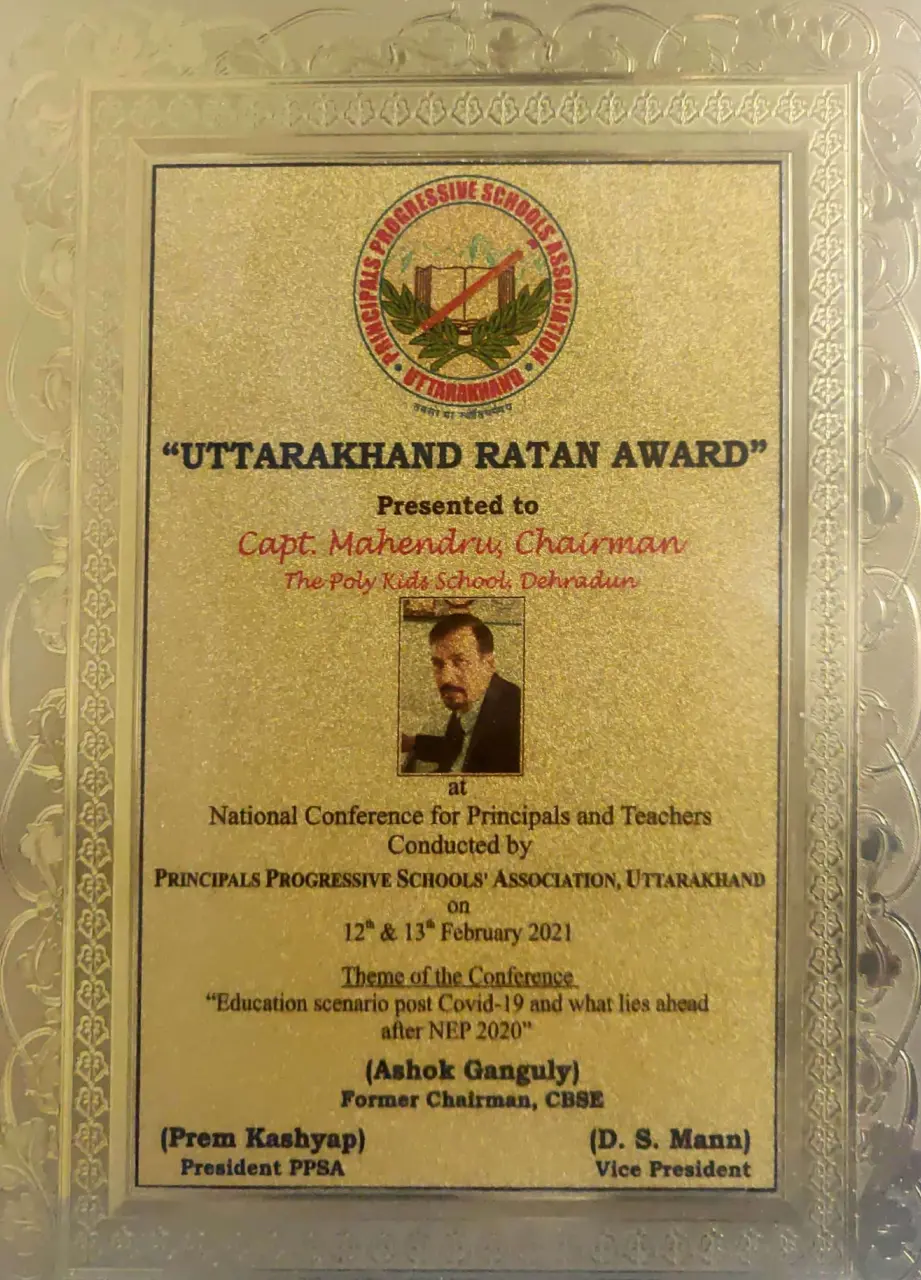 PRINCIPALS PROGRESSIVE SCHOOLS ASSOCIATION
UTTARAKHAND
"UTTARAKHAND RATAN AWARD"
Presented to
Capt. Mahendru, Chairman
The Poly Kids School, Dehradun
at
National Conference for Principals and Teachers
Conducted by
PRINCIPALS PROGRESSIVE SCHOOLS' ASSOCIATION, UTTARAKHAND
on
12th & 13th February 2021
Theme of the Conference
"Education scenario post Covid-19 and what lies ahead
after NEP 2020"
(Ashok Ganguly)
Former Chairman, CBSE
(Prem Kashyap) (D. S. Mann)
President PPSA Vice President